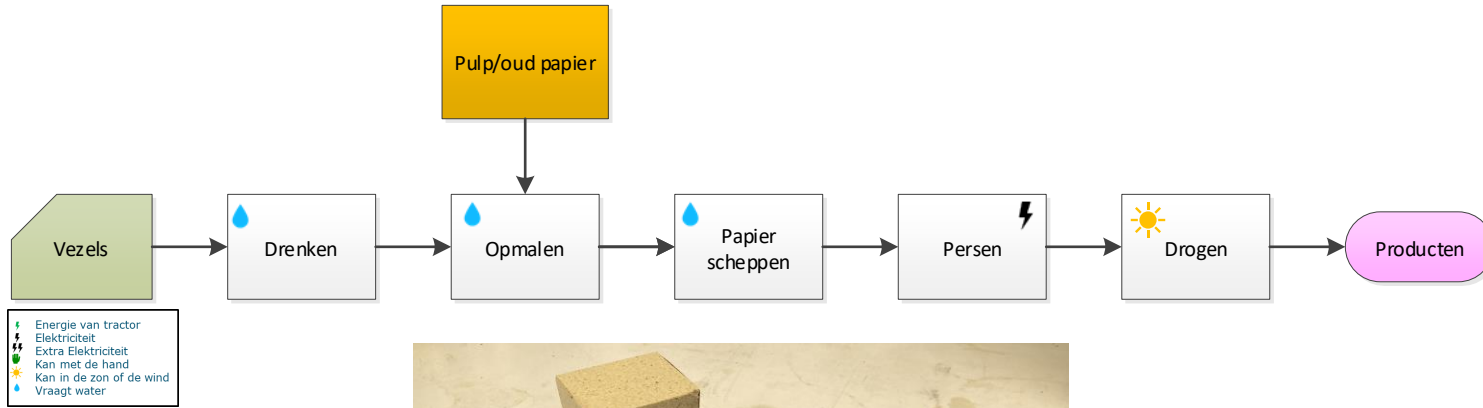 Pulp/oud papier
Vezels
Drenken
Opmalen
Papier
scheppen
Persen
Drogen
Producten
Energie van tractor
Elektriciteit
Extra Elektriciteit
Kan met de hand
Kan in de zon of de wind
Vraagt water